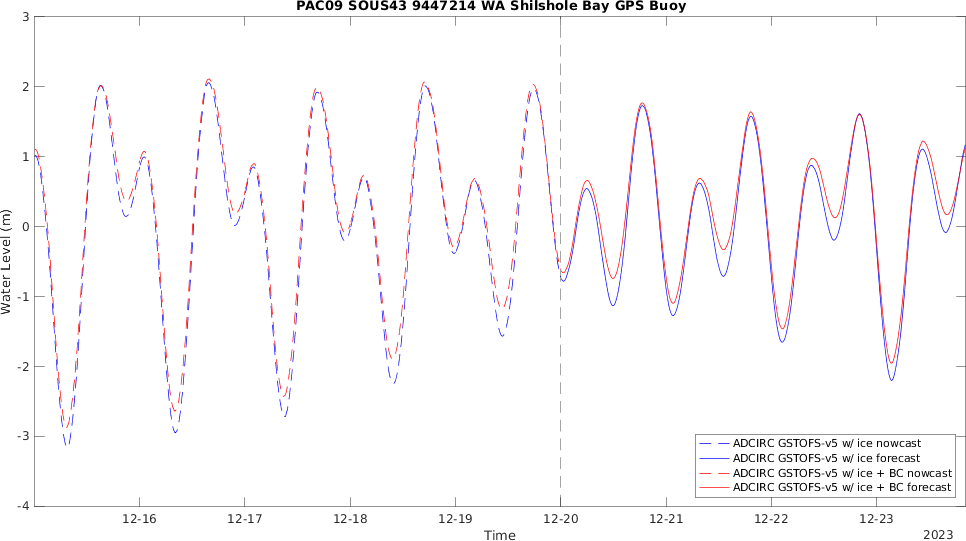 PAC09 SOUS43 9447214 WA Shilshole Bay GPS Buoy
3
2
1
0
-1
-2
-3
-4
Water Level (m)
12-16
12-17
12-18
12-19
12-20
12-21
12-22
12-23
Time
2023
ADCIRC GSTOFS-v5 w/ ice nowcast
ADCIRC GSTOFS-v5 w/ ice forecast
ADCIRC GSTOFS-v5 w/ ice + BC nowcast
ADCIRC GSTOFS-v5 w/ ice + BC forecast